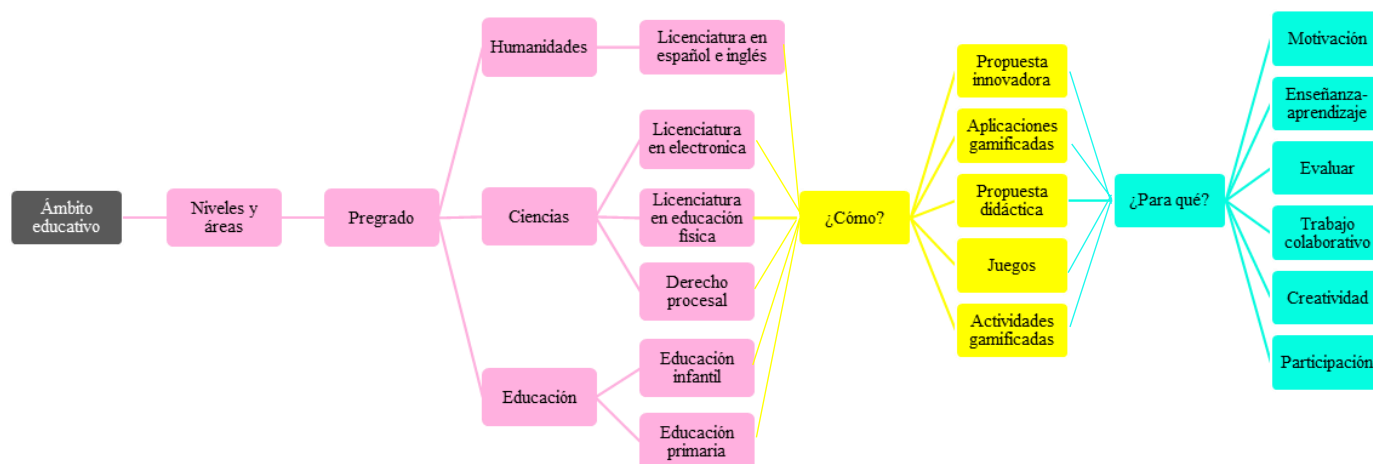 Ámbito
educativo
Niveles y
áreas
Pregrado
Humanidades
Ciencias
Educación
Licenciatura en
español e inglés
Licenciatura
en electronica
Licenciatura
en educación
física
Derecho
procesal
Educación
infantil
Educación
primaria
¿Cómo?
Propuesta
innovadora
Aplicaciones
gamificadas
Propuesta
didáctica
Juegos
Actividades
gamificadas
¿Para qué?
Motivación
Enseñanza-
aprendizaje
Evaluar
Trabajo
colaborativo
Creatividad
Participación